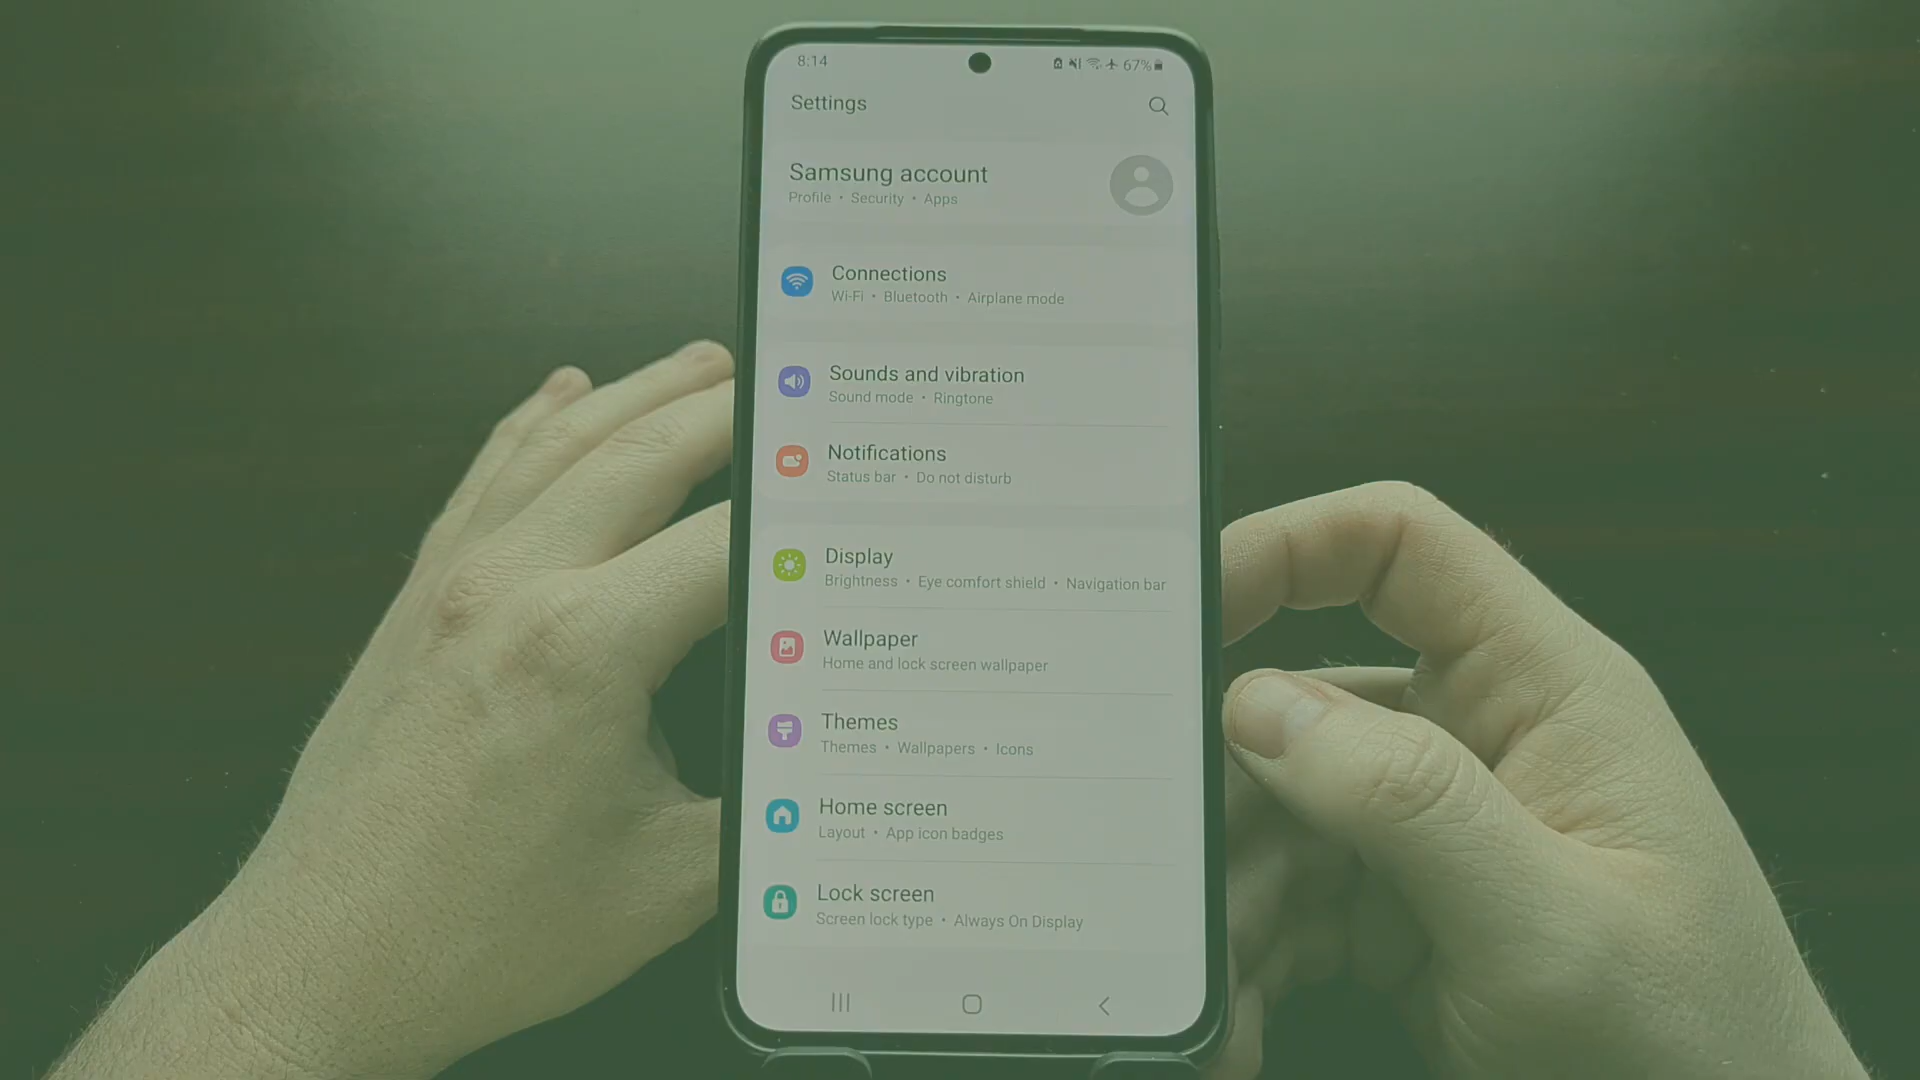 8:14
67%
Settings
Samsung account
Profile • Security • Apps
Connections
Wi-Fi • Bluetooth • Airplane mode
Sounds and vibration
Sound mode • Ringtone
Notifications
Status bar • Do not disturb
Display
Brightness • Eye comfort shield • Navigation bar
Wallpaper
Home and lock screen wallpaper
Themes
Themes • Wallpapers • Icons
Home screen
Layout • App icon badges
Lock screen
Screen lock type • Always On Display